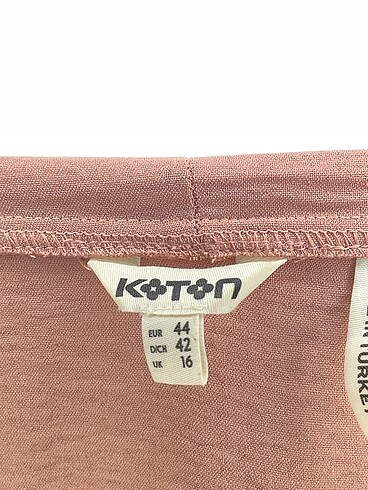 KOTON
EUR 44
D/CH 42
UK 16
IN TURKEY